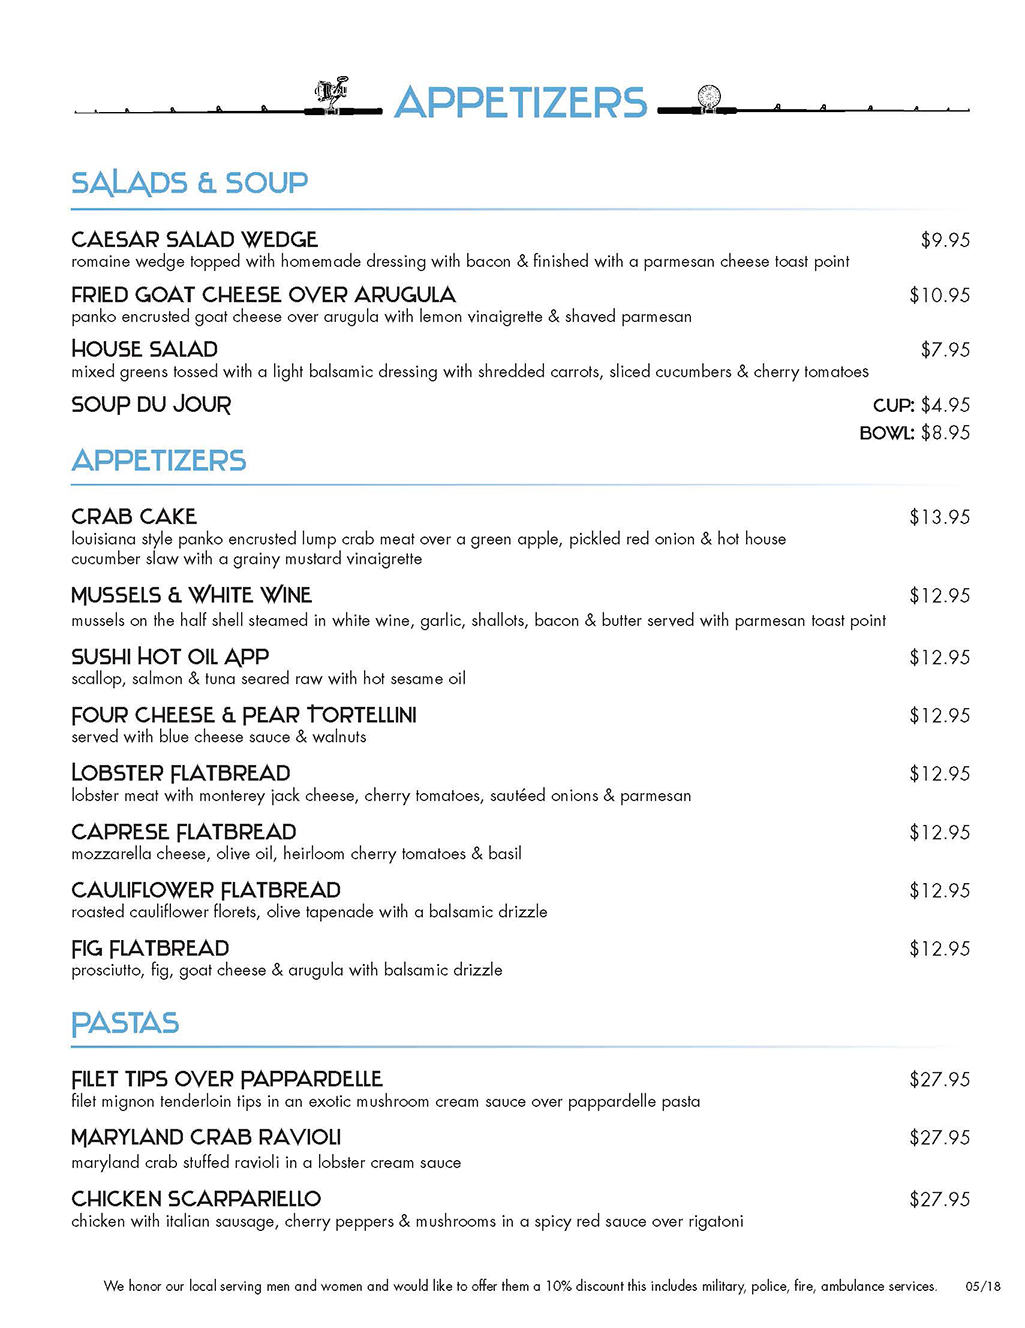 APPETIZERS
SALADS & SOUP
CAESAR SALAD WEDGE $9.95
romaine wedge topped with homemade dressing with bacon & finished with a parmesan cheese toast point
FRIED GOAT CHEESE OVER ARUGULA $10.95
panko encrusted goat cheese over arugula with lemon vinaigrette & shaved parmesan
HOUSE SALAD $7.95
mixed greens tossed with a light balsamic dressing with shredded carrots, sliced cucumbers & cherry tomatoes
SOUP DU JOUR CUP: $4.95
BOWL: $8.95
APPETIZERS
CRAB CAKE $13.95
louisiana style panko encrusted lump crab meat over a green apple, pickled red onion & hot house
cucumber slaw with a grainy mustard vinaigrette
MUSSELS & WHITE WINE $12.95
mussels on the half shell steamed in white wine, garlic, shallots, bacon & butter served with parmesan toast point
SUSHI HOT OIL APP $12.95
scallop, salmon & tuna seared raw with hot sesame oil
FOUR CHEESE & PEAR TORTELLINI $12.95
served with blue cheese sauce & walnuts
LOBSTER FLATBREAD $12.95
lobster meat with monterey jack cheese, cherry tomatoes, sautéed onions & parmesan
CAPRESE FLATBREAD $12.95
mozzarella cheese, olive oil, heirloom cherry tomatoes & basil
CAULIFLOWER FLATBREAD $12.95
roasted cauliflower florets, olive tapenade with a balsamic drizzle
FIG FLATBREAD $12.95
prosciutto, fig, goat cheese & arugula with balsamic drizzle
PASTAS
FILET TIPS OVER PAPPARDELLE $27.95
filet mignon tenderloin tips in an exotic mushroom cream sauce over pappardelle pasta
MARYLAND CRAB RAVIOLI $27.95
maryland crab stuffed ravioli in a lobster cream sauce
CHICKEN SCARPARIELLO $27.95
chicken with italian sausage, cherry peppers & mushrooms in a spicy red sauce over rigatoni
We honor our local serving men and women and would like to offer them a 10% discount this includes military, police, fire, ambulance services. 05/18